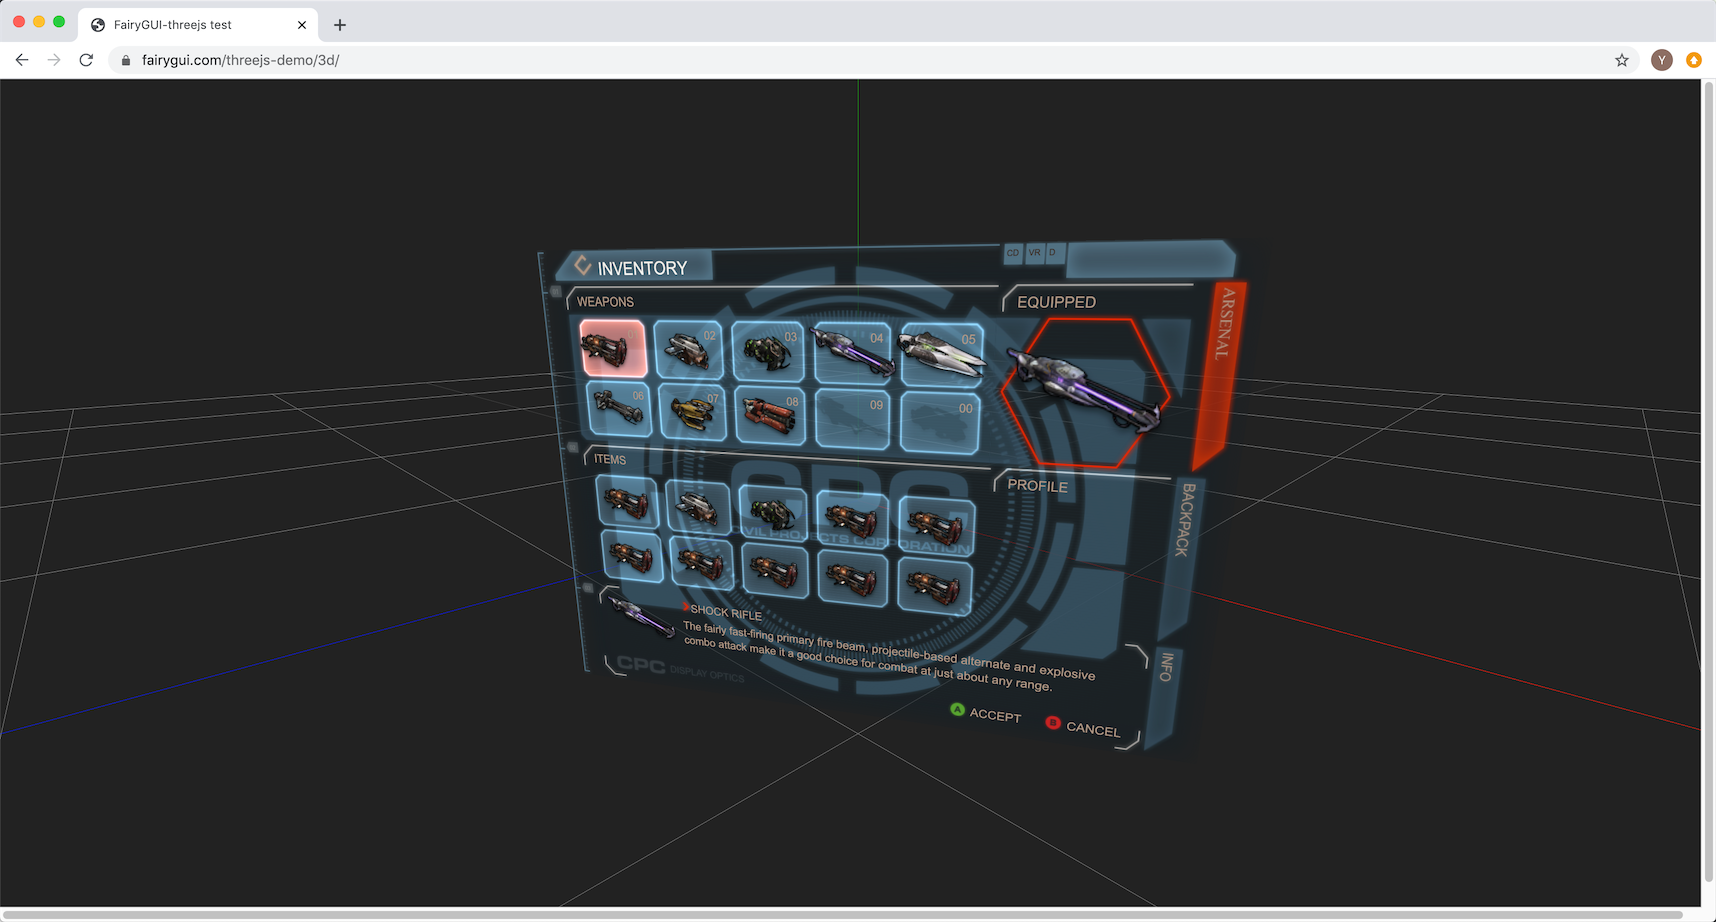 FairyGUI-threejs test
fairygui.com/threejs-demo/3d/
Y
INVENTORY
CD VR D
WEAPONS
EQUIPPED
ARSENAL
02 03 04 05
06 07 08 09 00
ITEMS
PROFILE
BACKPACK
CPC
CIVIL PROJECTS CORPORATION
SHOCK RIFLE
The fairly fast-firing primary fire beam, projectile-based alternate and explosive
combo attack make it a good choice for combat at just about any range.
INFO
CPC DISPLAY OPTICS
A ACCEPT
B CANCEL